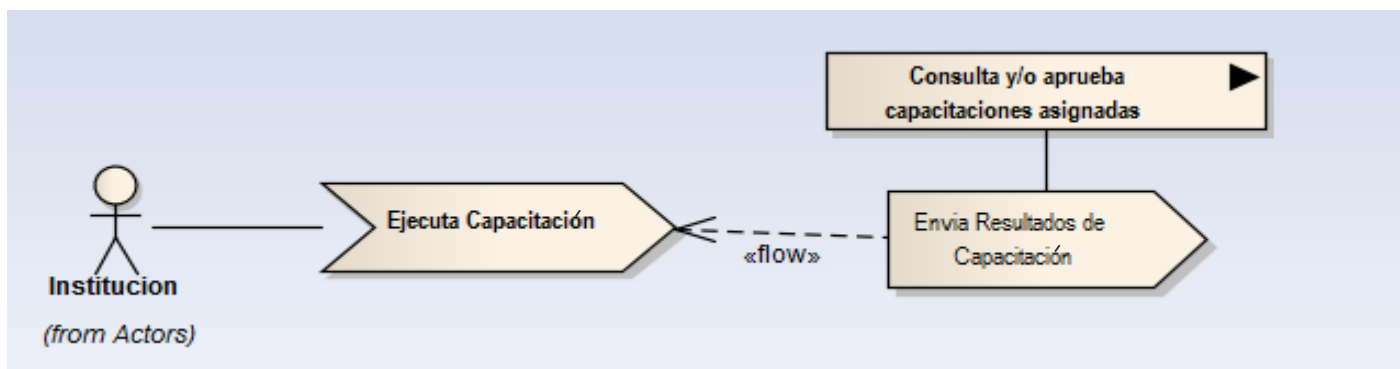 Consulta y/o aprueba
capacitaciones asignadas
Ejecuta Capacitación
Envia Resultados de
Capacitación
«flow»
Institucion
(from Actors)